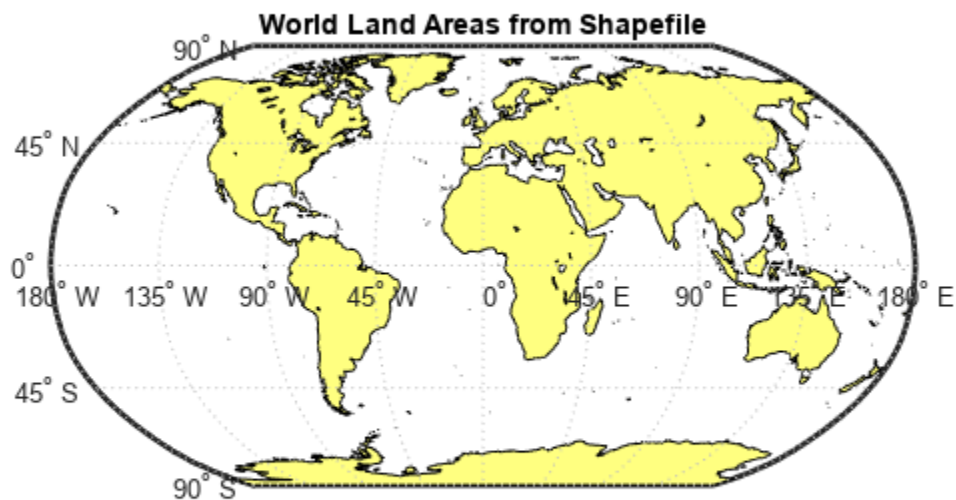 World Land Areas from Shapefile
90° N
45° N
0°
180° W 135° W 90° W 45° W 0° 45° E 90° E 135° E 180° E
45° S
90° S